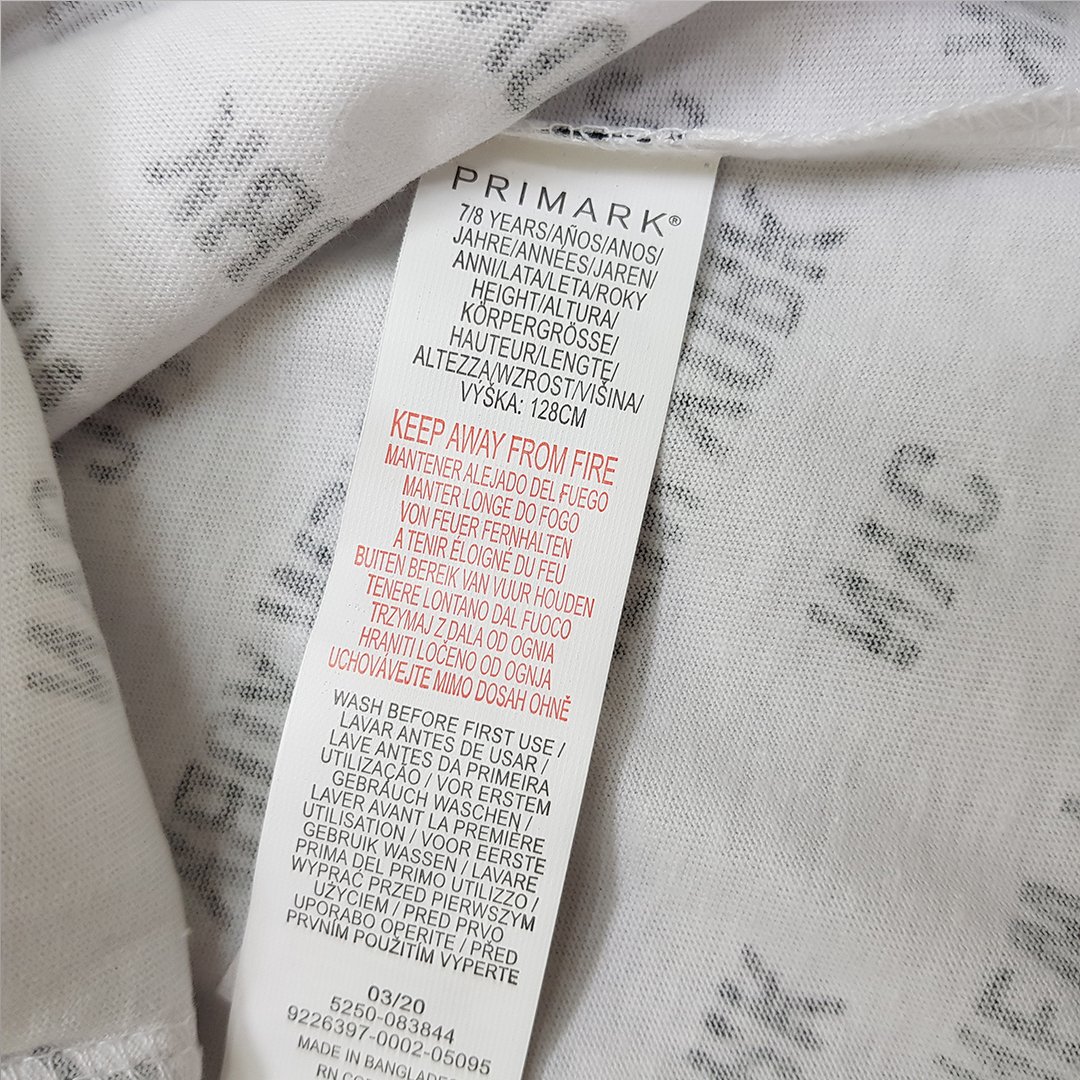 PRIMARK®
7/8 YEARS/AÑOS/ANOS/
JAHRE/ANNÉES/JAREN/
ANNI/LATA/LETA/ROKY
HEIGHT/ALTURA/
KÖRPERGRÖSSE/
HAUTEUR/LENGTE/
ALTEZZA/WZROST/VIŠINA/
VÝŠKA: 128CM
KEEP AWAY FROM FIRE
MANTENER ALEJADO DEL FUEGO
MANTER LONGE DO FOGO
VON FEUER FERNHALTEN
À TENIR ÉLOIGNÉ DU FEU
BUITEN BEREIK VAN VUUR HOUDEN
TENERE LONTANO DAL FUOCO
TRZYMAJ Z DALA OD OGNIA
HRANITI LOČENO OD OGNJA
UCHOVÁVEJTE MIMO DOSAH OHNĚ
WASH BEFORE FIRST USE /
LAVAR ANTES DE USAR /
LAVE ANTES DA PRIMEIRA
UTILIZAÇÃO / VOR ERSTEM
GEBRAUCH WASCHEN /
LAVER AVANT LA PREMIERE
UTILISATION / VOOR EERSTE
GEBRUIK WASSEN / LAVARE
PRIMA DEL PRIMO UTILIZZO /
WYPRAĆ PRZED PIERWSZYM
UŻYCIEM / PRED PRVO
UPORABO OPERITE / PŘED
PRVNÍM POUŽITÍM VYPERTE
03/20
5250-083844
9226397-0002-05095
MADE IN
RN